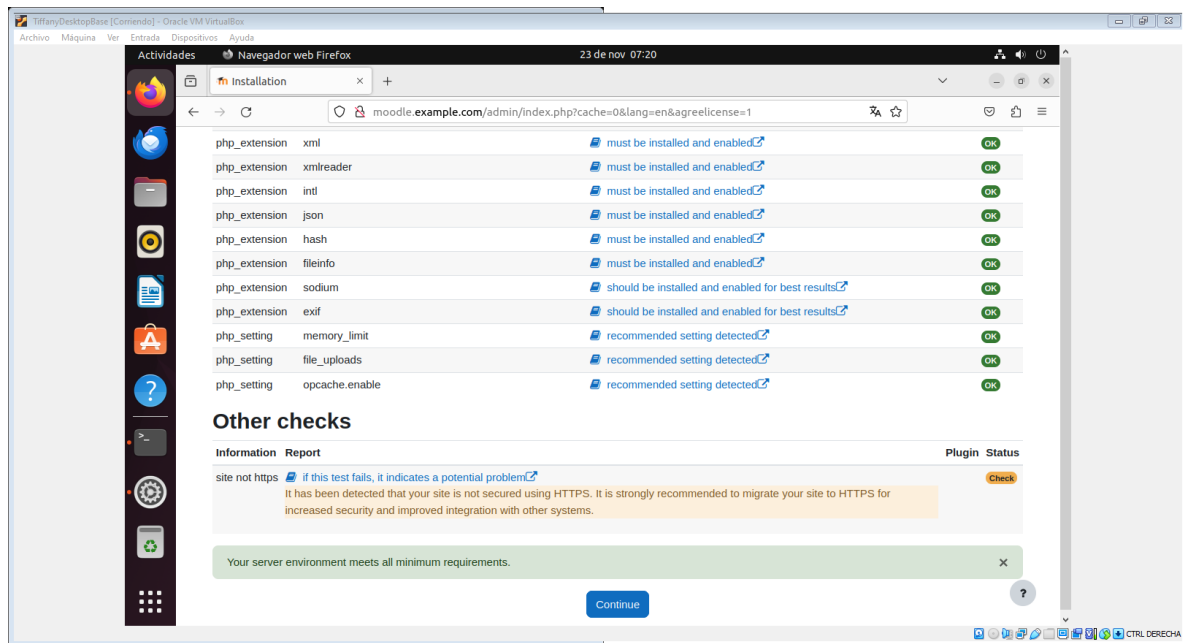 TiffanyDesktopBase [Corriendo] - Oracle VM VirtualBox
Archivo Máquina Ver Entrada Dispositivos Ayuda
Actividades Navegador web Firefox 23 de nov 07:20
Installation
moodle.example.com/admin/index.php?cache=0&lang=en&agreelicense=1
php_extension xml must be installed and enabled OK
php_extension xmlreader must be installed and enabled OK
php_extension intl must be installed and enabled OK
php_extension json must be installed and enabled OK
php_extension hash must be installed and enabled OK
php_extension fileinfo must be installed and enabled OK
php_extension sodium should be installed and enabled for best results OK
php_extension exif should be installed and enabled for best results OK
php_setting memory_limit recommended setting detected OK
php_setting file_uploads recommended setting detected OK
php_setting opcache.enable recommended setting detected OK
Other checks
Information Report Plugin Status
site not https if this test fails, it indicates a potential problem Check
It has been detected that your site is not secured using HTTPS. It is strongly recommended to migrate your site to HTTPS for
increased security and improved integration with other systems.
Your server environment meets all minimum requirements.
?
Continue
CTRL DERECHA